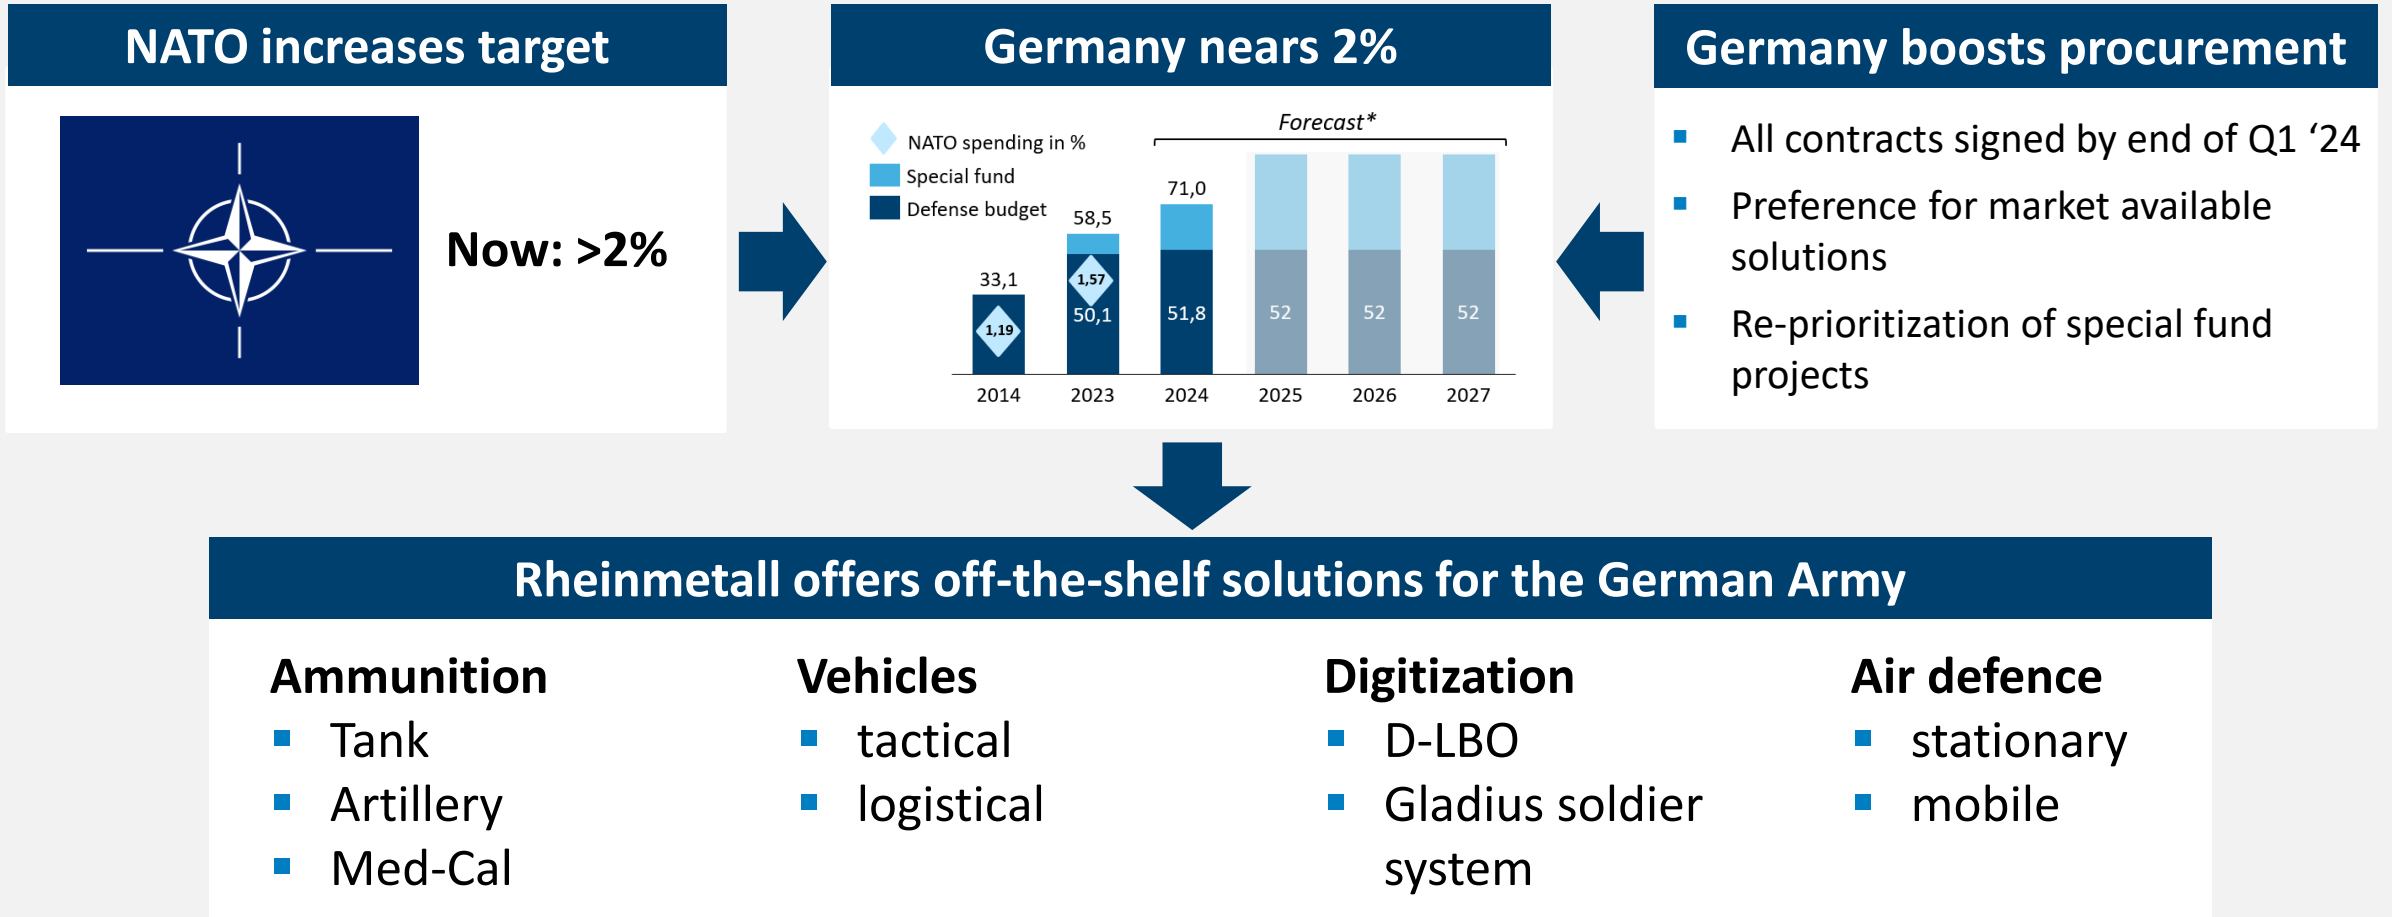 NATO increases target
Now: >2%
Germany nears 2%
Forecast*
NATO spending in %
Special fund
Defense budget
33,1
58,5
71,0
1,19
1,57
50,1
51,8
52
52
52
2014
2023
2024
2025
2026
2027
Germany boosts procurement
All contracts signed by end of Q1 ‘24
Preference for market available
solutions
Re-prioritization of special fund
projects
Rheinmetall offers off-the-shelf solutions for the German Army
Ammunition
Tank
Artillery
Med-Cal
Vehicles
tactical
logistical
Digitization
D-LBO
Gladius soldier
system
Air defence
stationary
mobile